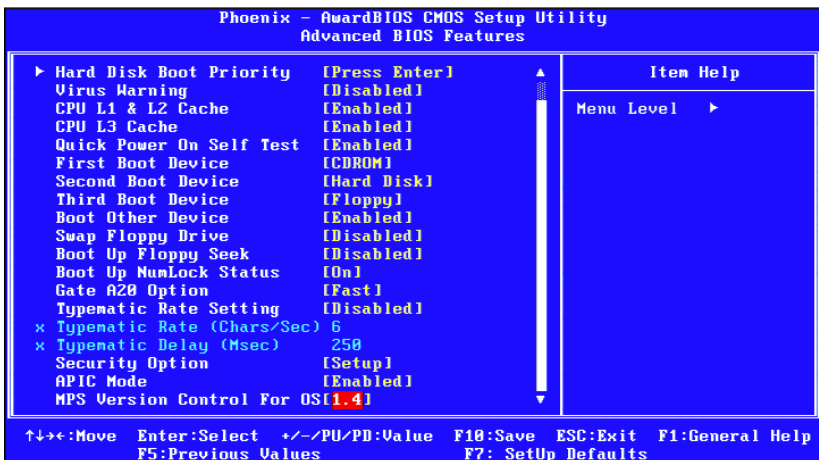 Phoenix - AwardBIOS CMOS Setup Utility
Advanced BIOS Features
▶ Hard Disk Boot Priority [Press Enter]
Virus Warning [Disabled]
CPU L1 & L2 Cache [Enabled]
CPU L3 Cache [Enabled]
Quick Power On Self Test [Enabled]
First Boot Device [CDROM]
Second Boot Device [Hard Disk]
Third Boot Device [Floppy]
Boot Other Device [Enabled]
Swap Floppy Drive [Disabled]
Boot Up Floppy Seek [Disabled]
Boot Up NumLock Status [On]
Gate A20 Option [Fast]
Typematic Rate Setting [Disabled]
x Typematic Rate (Chars/Sec) 6
x Typematic Delay (Msec) 250
Security Option [Setup]
APIC Mode [Enabled]
MPS Version Control For OS[1.4]
Item Help
Menu Level ▶
↑↓→←:Move Enter:Select +/-/PU/PD:Value F10:Save ESC:Exit F1:General Help
F5:Previous Values F7: SetUp Defaults